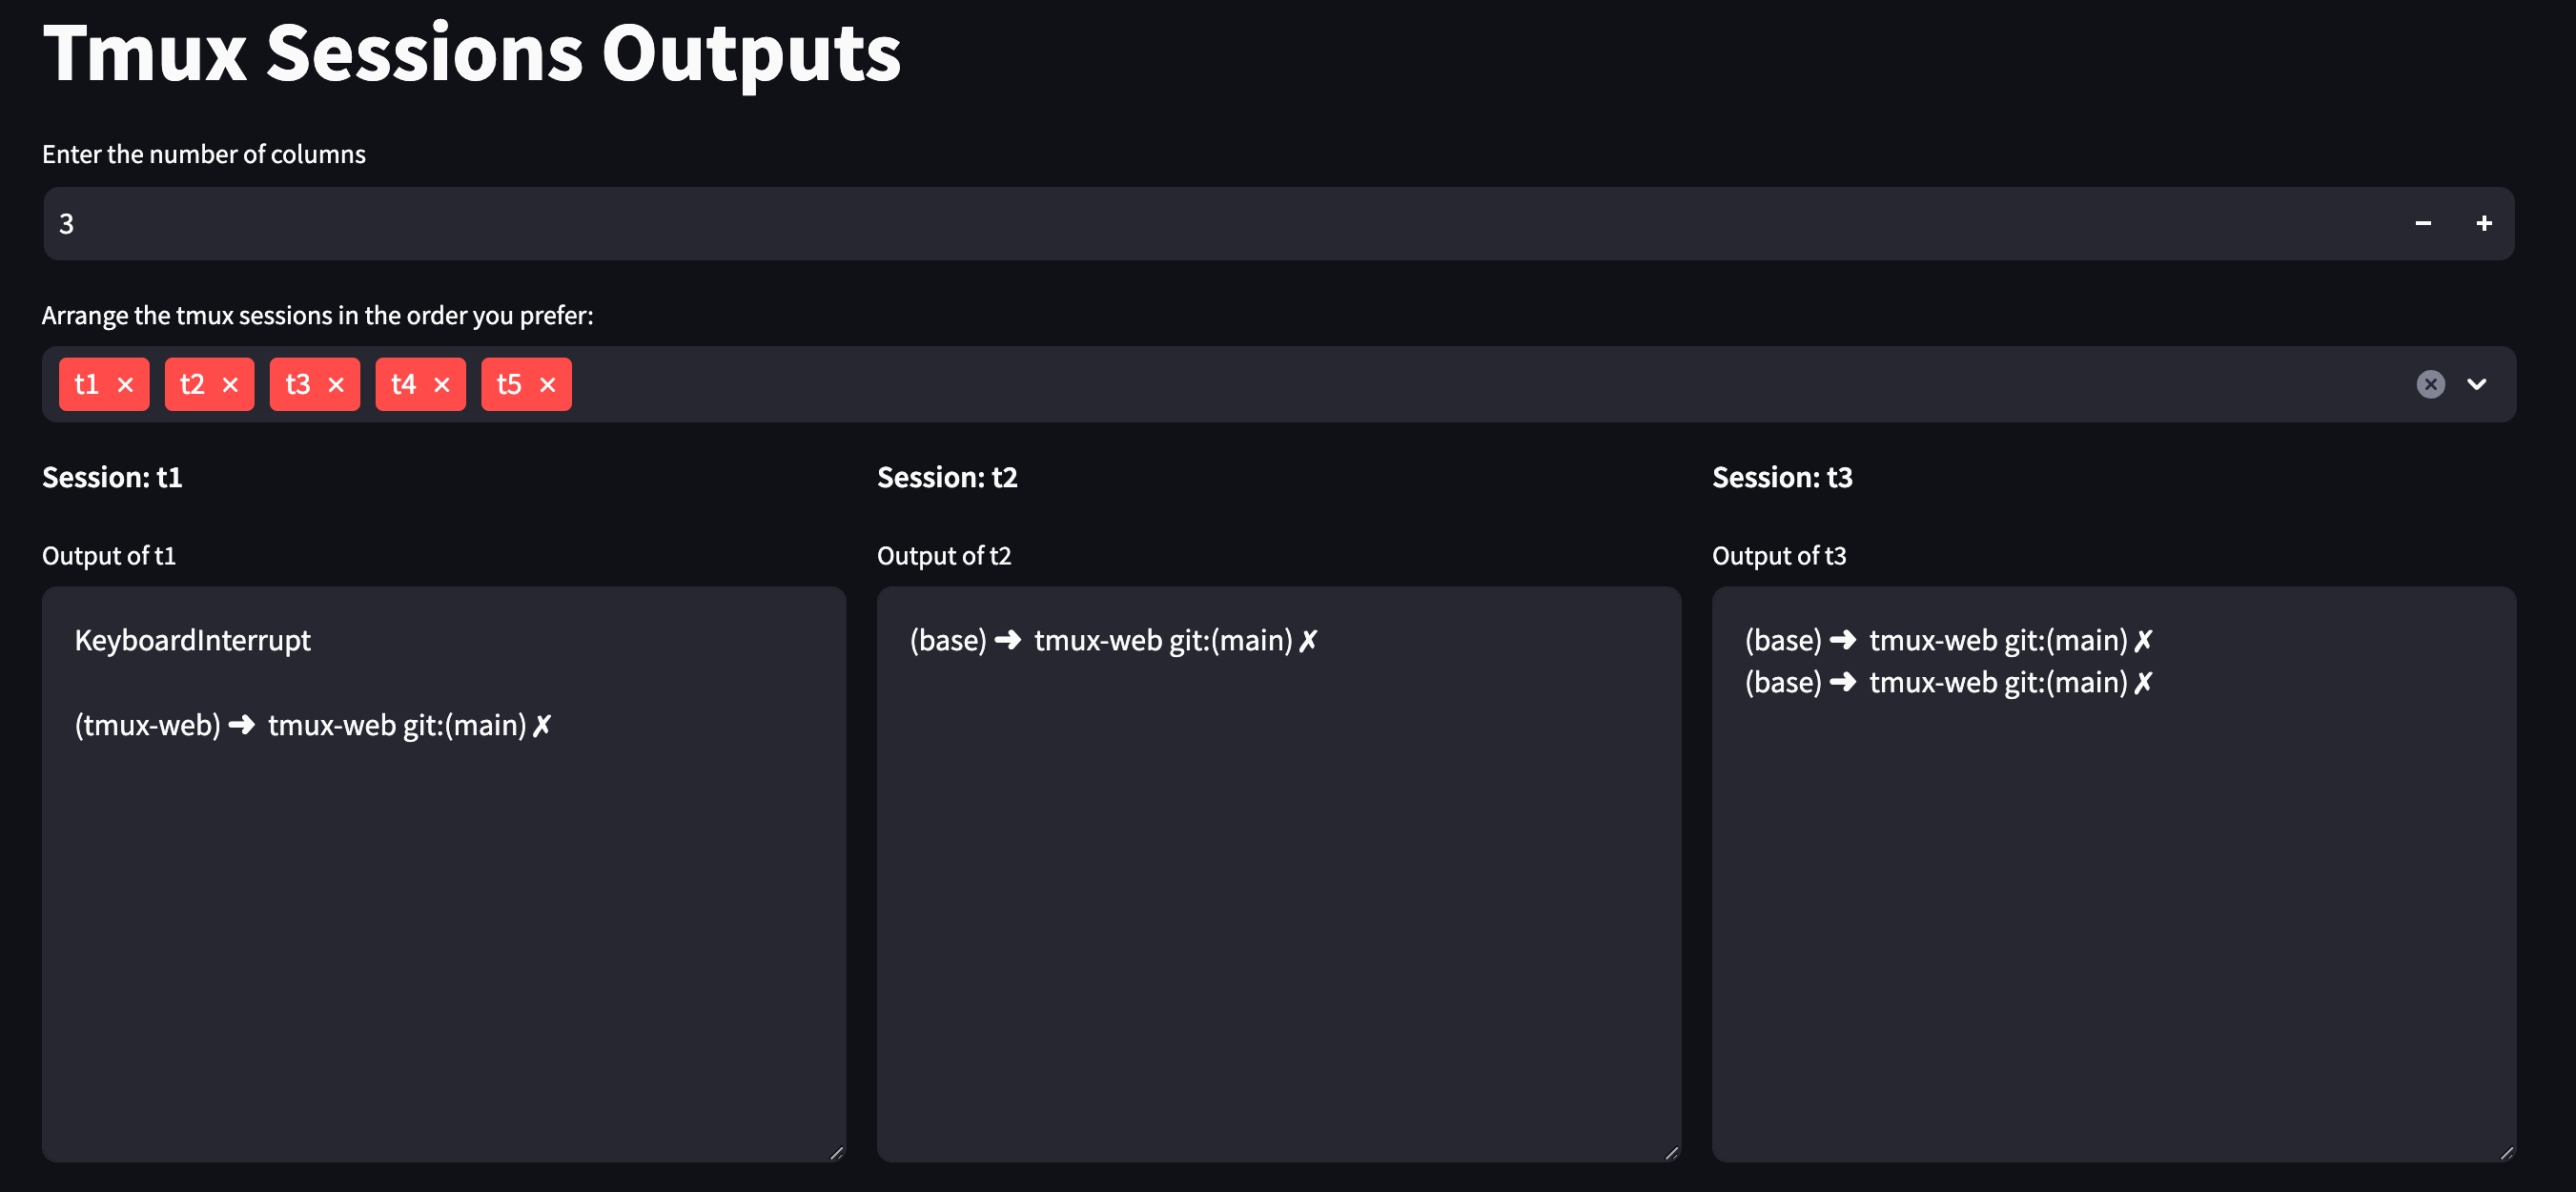 Tmux Sessions Outputs
Enter the number of columns
3
Arrange the tmux sessions in the order you prefer:
t1 t2 t3 t4 t5
Session: t1
Output of t1
KeyboardInterrupt
(tmux-web) ➜ tmux-web git:(main) ✗
Session: t2
Output of t2
(base) ➜ tmux-web git:(main) ✗
Session: t3
Output of t3
(base) ➜ tmux-web git:(main) ✗
(base) ➜ tmux-web git:(main) ✗